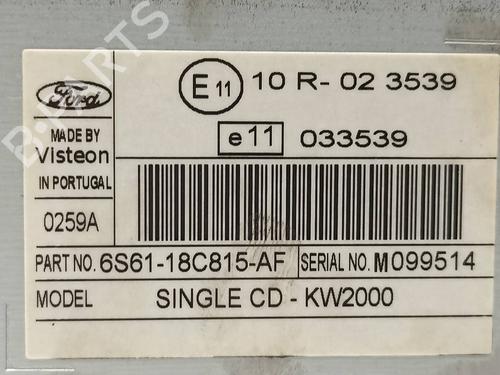 Ford
E 11 10 R- 02 3539
MADE BY
Visteon
IN PORTUGAL
e11 033539
0259A
PART NO. 6S61-18C815-AF SERIAL NO. M099514
MODEL SINGLE CD - KW2000
B-PARTS